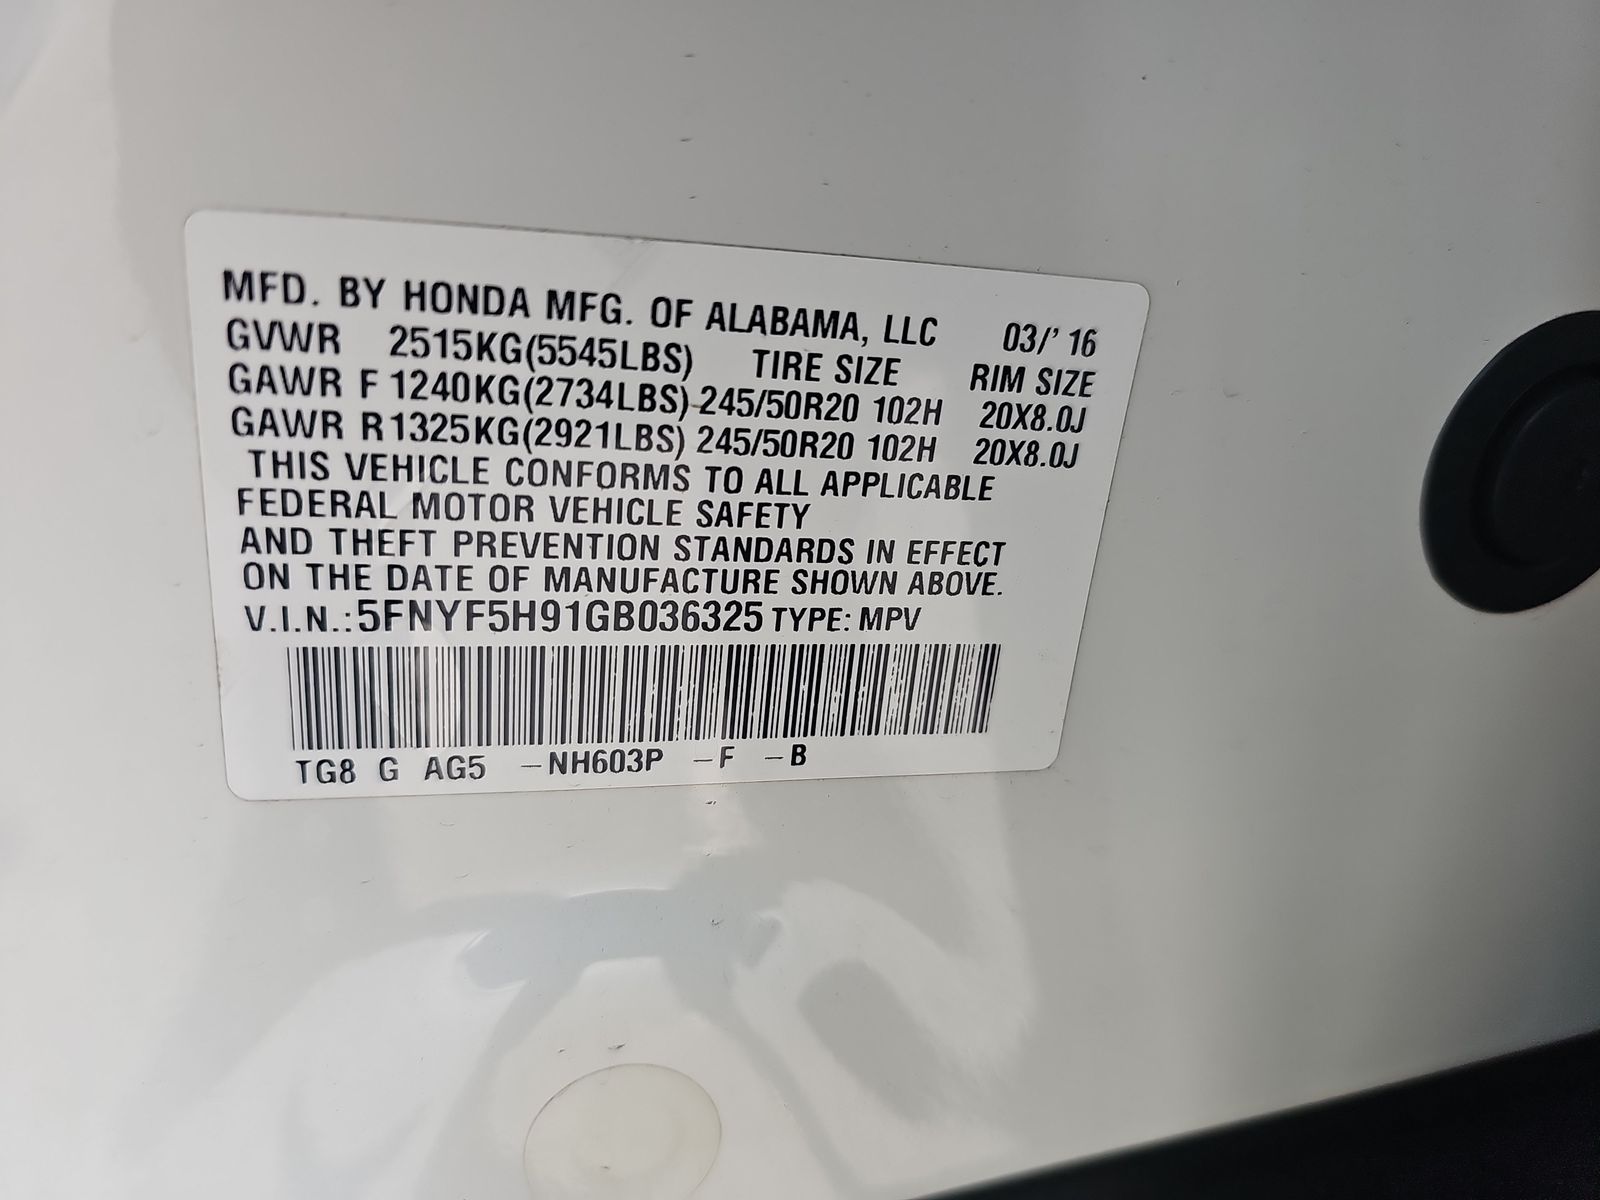 MFD. BY HONDA MFG. OF ALABAMA, LLC 03/' 16
GVWR 2515KG(5545LBS) TIRE SIZE RIM SIZE
GAWR F 1240KG(2734LBS) 245/50R20 102H 20X8.0J
GAWR R 1325KG(2921LBS) 245/50R20 102H 20X8.0J
THIS VEHICLE CONFORMS TO ALL APPLICABLE
FEDERAL MOTOR VEHICLE SAFETY
AND THEFT PREVENTION STANDARDS IN EFFECT
ON THE DATE OF MANUFACTURE SHOWN ABOVE.
V.I.N.: 5FNYF5H91GB036325 TYPE: MPV
TG8 G AG5 -NH603P -F -B